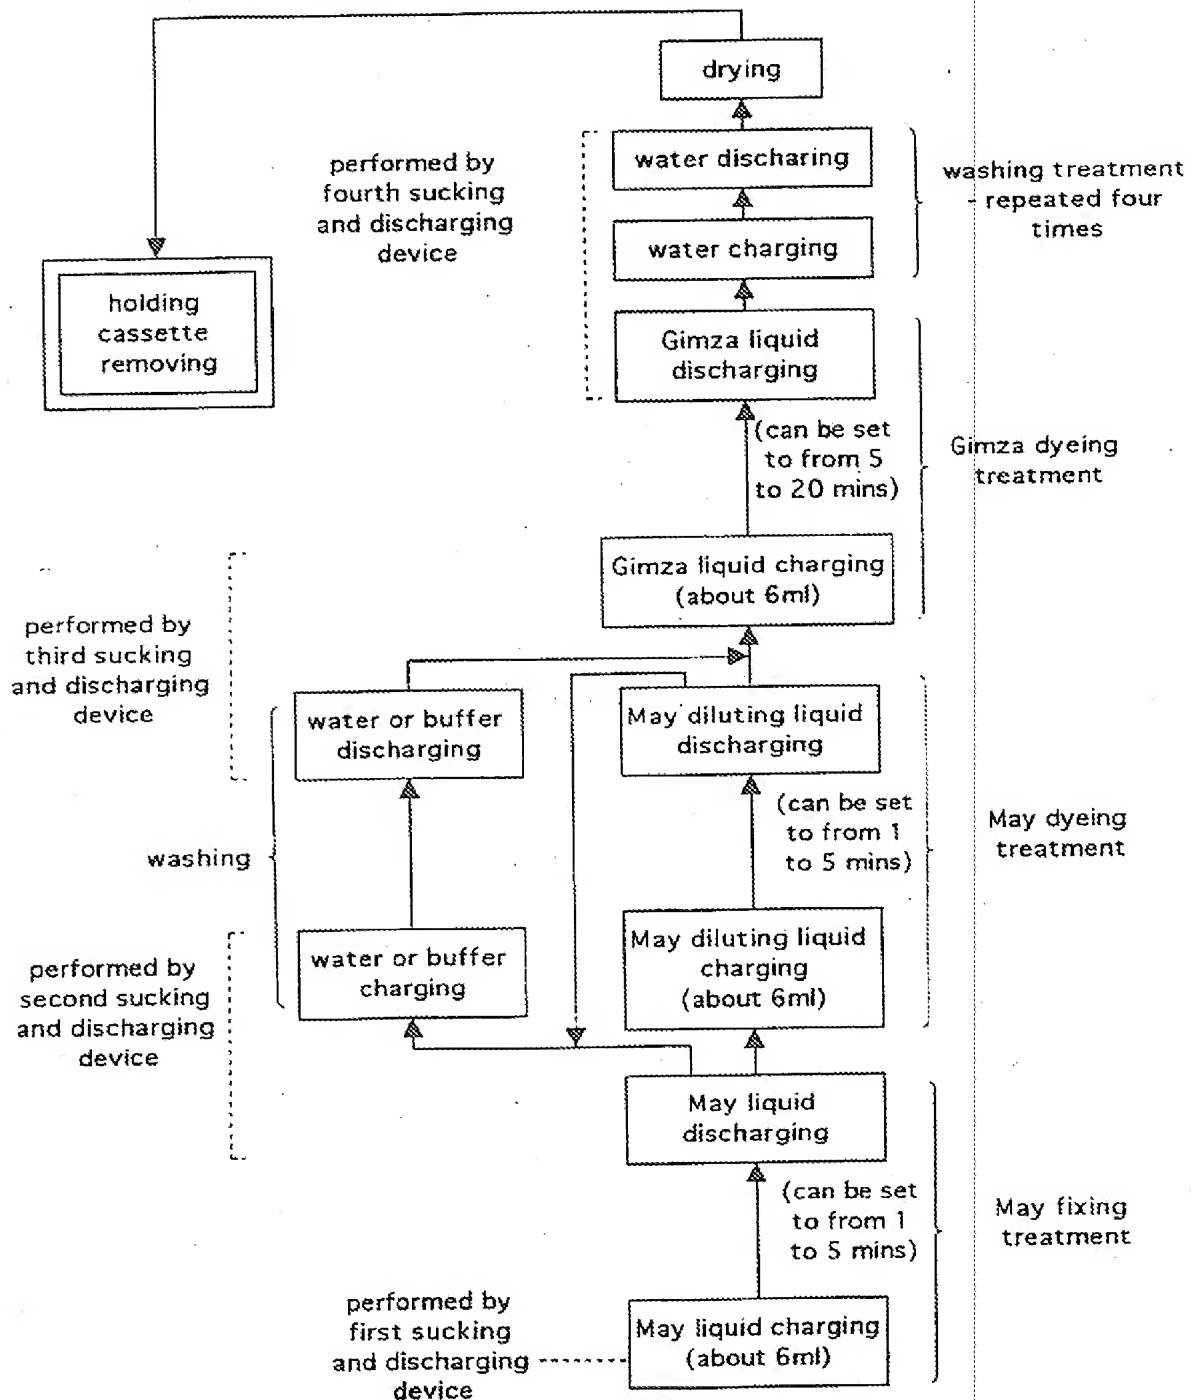 drying
water discharing
water charging
performed by
fourth sucking
and discharging
device
washing treatment
- repeated four
times
holding
cassette
removing
Gimza liquid
discharging
(can be set
to from 5
to 20 mins)
Gimza dyeing
treatment
Gimza liquid charging
(about 6ml)
performed by
third sucking
and discharging
device
water or buffer
discharging
May diluting liquid
discharging
(can be set
to from 1
to 5 mins)
May dyeing
treatment
washing
May diluting liquid
charging
(about 6ml)
water or buffer
charging
performed by
second sucking
and discharging
device
May liquid
discharging
(can be set
to from 1
to 5 mins)
May fixing
treatment
performed by
first sucking
and discharging
device
May liquid charging
(about 6ml)